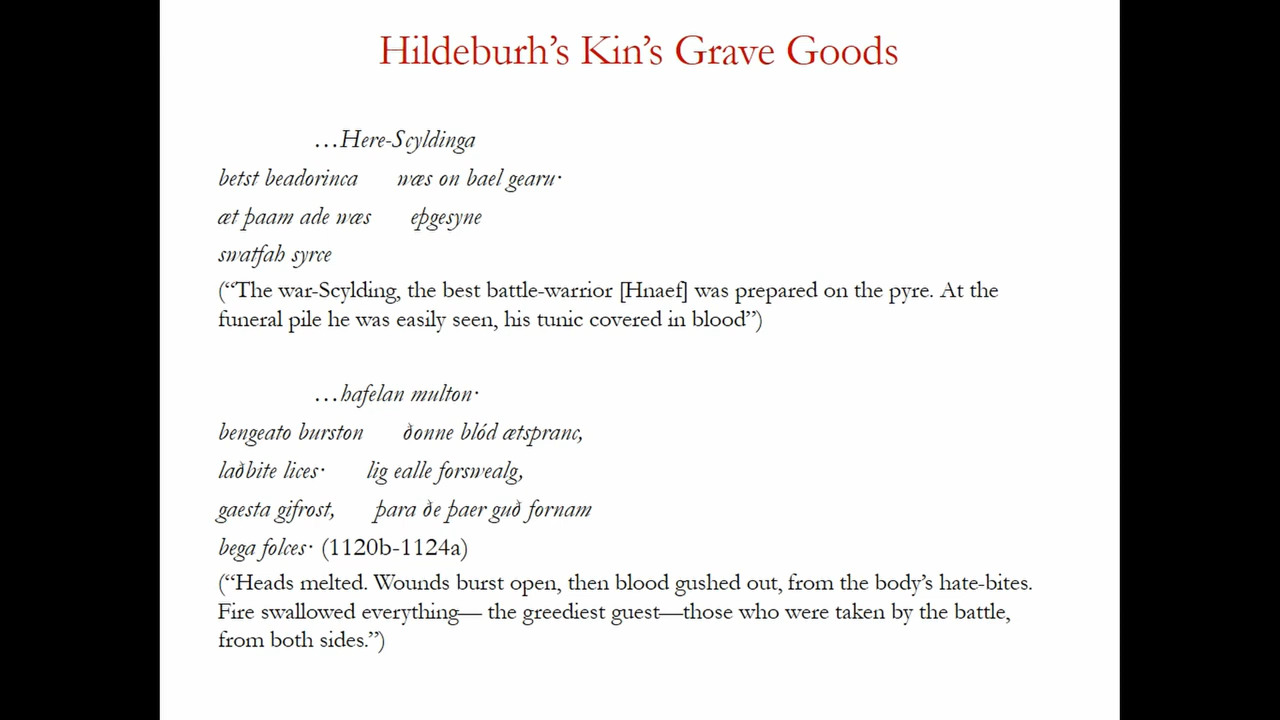 Hildeburh’s Kin’s Grave Goods
…Here-Scyldinga
betst beadorinca wæs on bael gearu·
æt þaam ade wæs eþgesyne
swatfah syrce
(“The war-Scylding, the best battle-warrior [Hnaef] was prepared on the pyre. At the
funeral pile he was easily seen, his tunic covered in blood”)
…hafelan multon·
bengeato burston ðonne blód ætspranc,
laðbite lices· lig ealle forswealg,
gaesta gifrost, þara ðe þaer guð fornam
bega folces· (1120b-1124a)
(“Heads melted. Wounds burst open, then blood gushed out, from the body’s hate-bites.
Fire swallowed everything— the greediest guest—those who were taken by the battle,
from both sides.”)